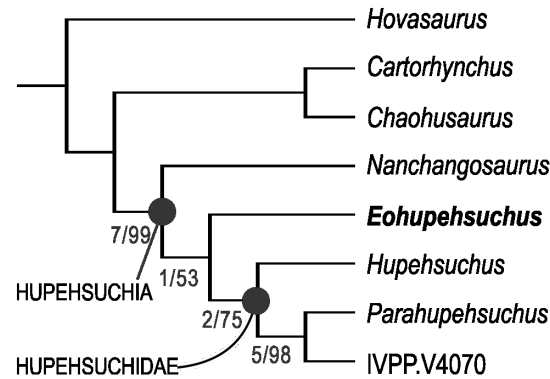 Hovasaurus
Cartorhynchus
Chaohusaurus
Nanchangosaurus
Eohupehsuchus
7/99
Hupehsuchus
1/53
HUPEHSUCHIA
2/75
Parahupehsuchus
5/98
HUPEHSUCHIDAE
IVPP.V4070